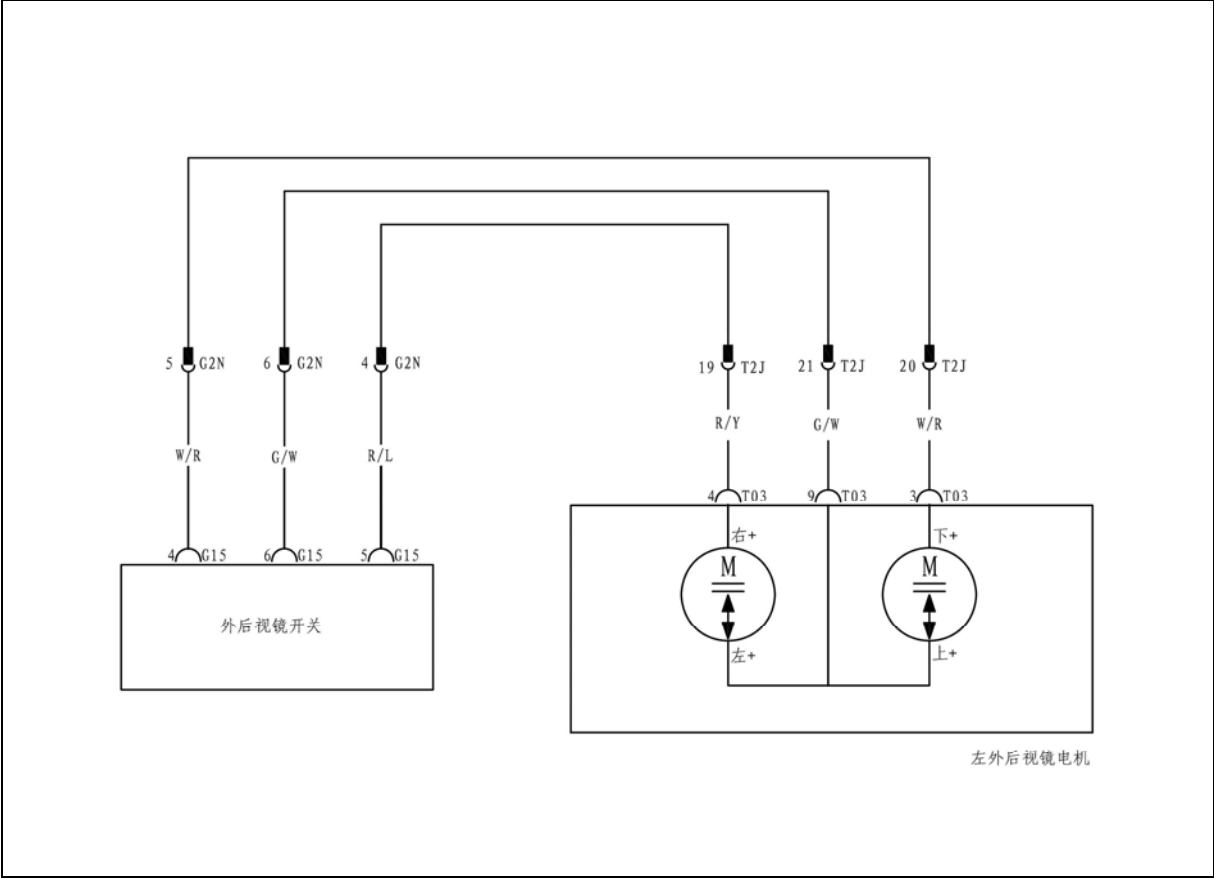 5 G2N 6 G2N 4 G2N 19 T2J 21 T2J 20 T2J
R/Y G/W W/R
W/R G/W R/L
4 T03 9 T03 3 T03
右+ 下+
4 G15 6 G15 5 G15
M M
外后视镜开关
左+ 上+
左外后视镜电机